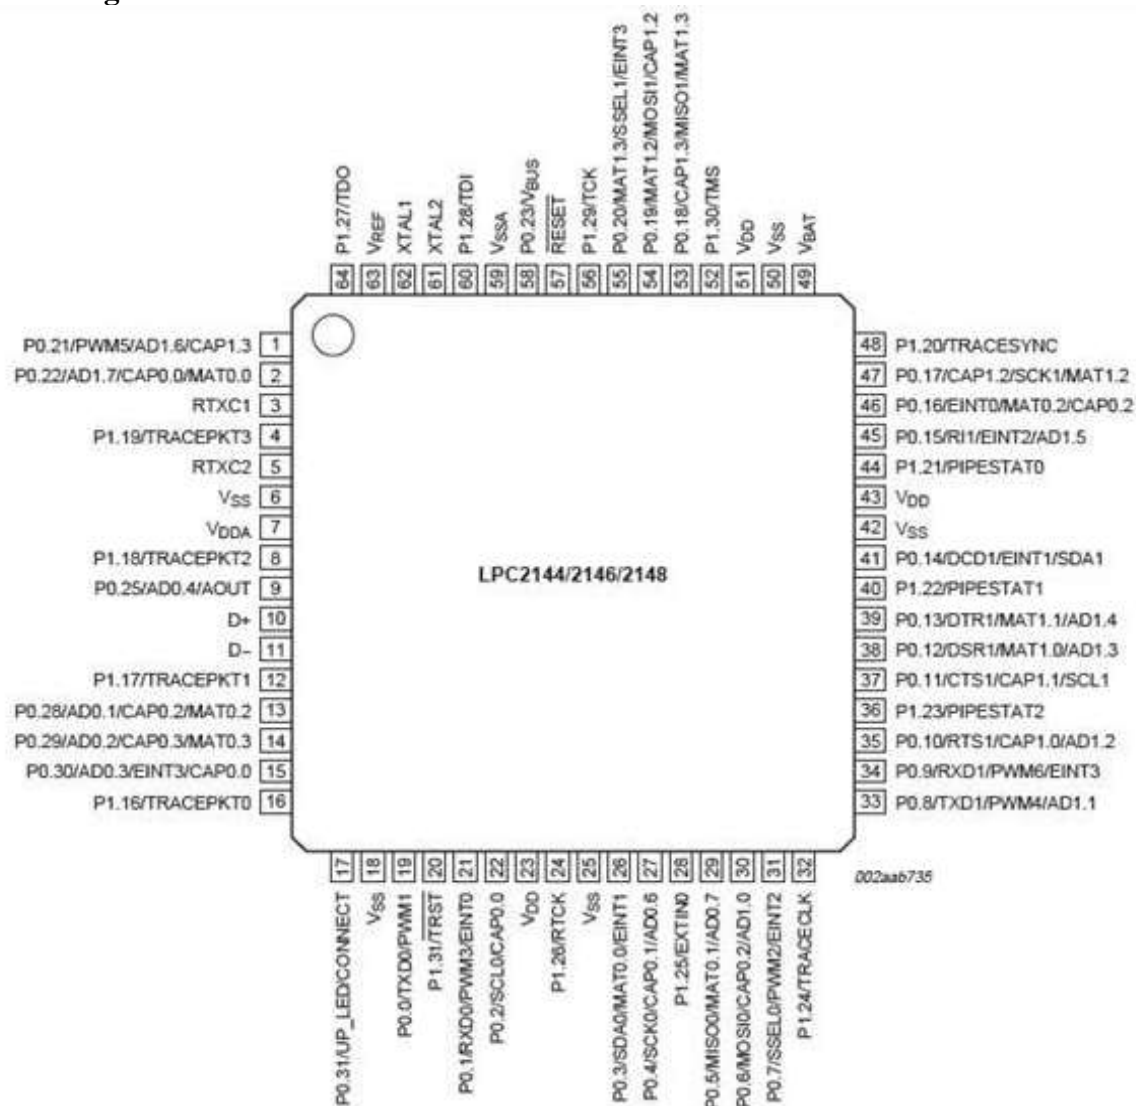 P1.27/TDO
VREF
XTAL1
XTAL2
P1.28/TDI
VSSA
P0.23/VBUS
RESET
P1.29/TCK
P0.20/MAT1.3/SSEL1/EINT3
P0.19/MAT1.2/MOSI1/CAP1.2
P0.18/CAP1.3/MISO1/MAT1.3
P1.30/TMS
VDD
VSS
VBAT
64 63 62 61 60 59 58 57 56 55 54 53 52 51 50 49
P0.21/PWM5/AD1.6/CAP1.3 1
P0.22/AD1.7/CAP0.0/MAT0.0 2
RTXC1 3
P1.19/TRACEPKT3 4
RTXC2 5
VSS 6
VDDA 7
P1.18/TRACEPKT2 8
P0.25/AD0.4/AOUT 9
D+ 10
D− 11
P1.17/TRACEPKT1 12
P0.28/AD0.1/CAP0.2/MAT0.2 13
P0.29/AD0.2/CAP0.3/MAT0.3 14
P0.30/AD0.3/EINT3/CAP0.0 15
P1.16/TRACEPKT0 16
LPC2144/2146/2148
48 P1.20/TRACESYNC
47 P0.17/CAP1.2/SCK1/MAT1.2
46 P0.16/EINT0/MAT0.2/CAP0.2
45 P0.15/RI1/EINT2/AD1.5
44 P1.21/PIPESTAT0
43 VDD
42 VSS
41 P0.14/DCD1/EINT1/SDA1
40 P1.22/PIPESTAT1
39 P0.13/DTR1/MAT1.1/AD1.4
38 P0.12/DSR1/MAT1.0/AD1.3
37 P0.11/CTS1/CAP1.1/SCL1
36 P1.23/PIPESTAT2
35 P0.10/RTS1/CAP1.0/AD1.2
34 P0.9/RXD1/PWM6/EINT3
33 P0.8/TXD1/PWM4/AD1.1
17 18 19 20 21 22 23 24 25 26 27 28 29 30 31 32
P0.31/UP_LED/CONNECT
VSS
P0.0/TXD0/PWM1
P1.31/TRST
P0.1/RXD0/PWM3/EINT0
P0.2/SCL0/CAP0.0
VDD
P1.26/RTCK
VSS
P0.3/SDA0/MAT0.0/EINT1
P0.4/SCK0/CAP0.1/AD0.6
P1.25/EXTIN0
P0.5/MISO0/MAT0.1/AD0.7
P0.6/MOSI0/CAP0.2/AD1.0
P0.7/SSEL0/PWM2/EINT2
P1.24/TRACECLK
002aab735